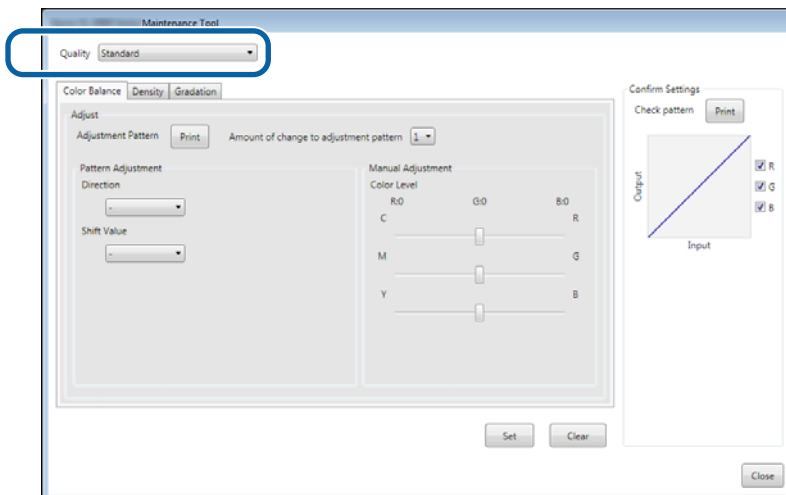 Maintenance Tool
Quality Standard
Color Balance Density Gradation
Adjust
Adjustment Pattern Print Amount of change to adjustment pattern 1
Pattern Adjustment
Direction
-
Shift Value
-
Manual Adjustment
Color Level
R:0 G:0 B:0
C R
M G
Y B
Set Clear
Confirm Settings
Check pattern Print
Output
R
G
B
Input
Close